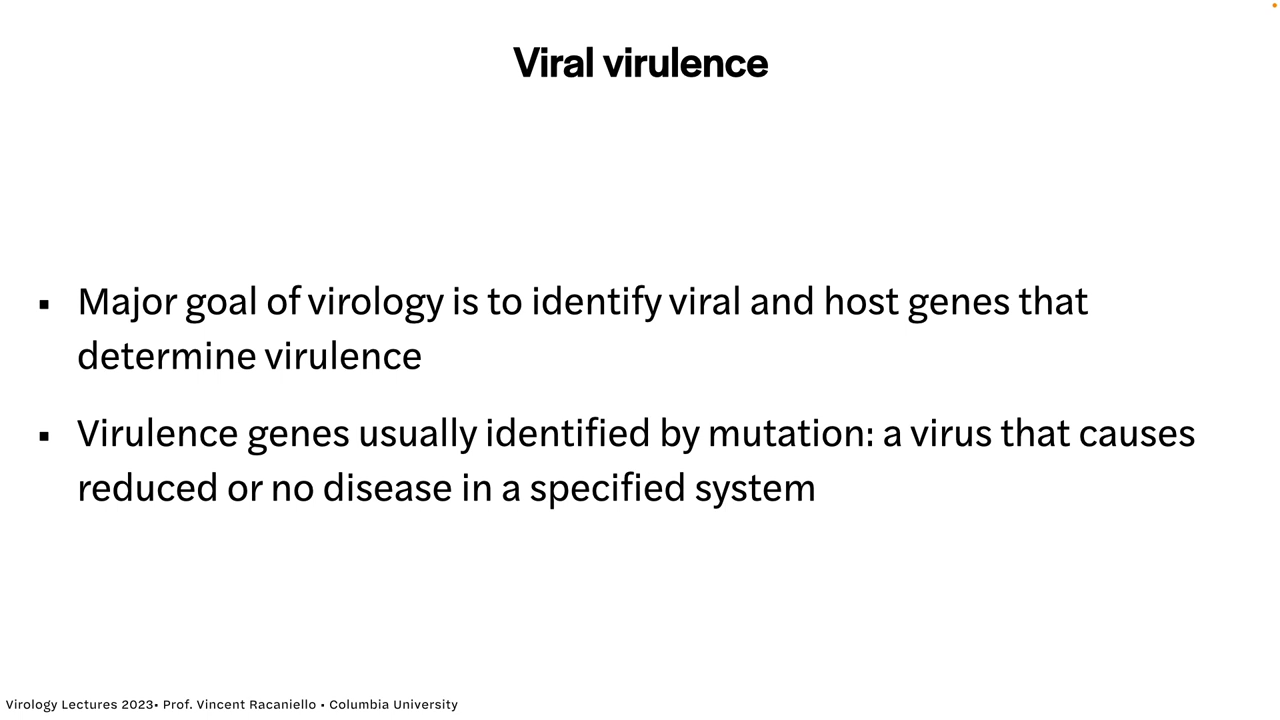 Viral virulence
▪ Major goal of virology is to identify viral and host genes that
determine virulence
▪ Virulence genes usually identified by mutation: a virus that causes
reduced or no disease in a specified system
Virology Lectures 2023• Prof. Vincent Racaniello • Columbia University